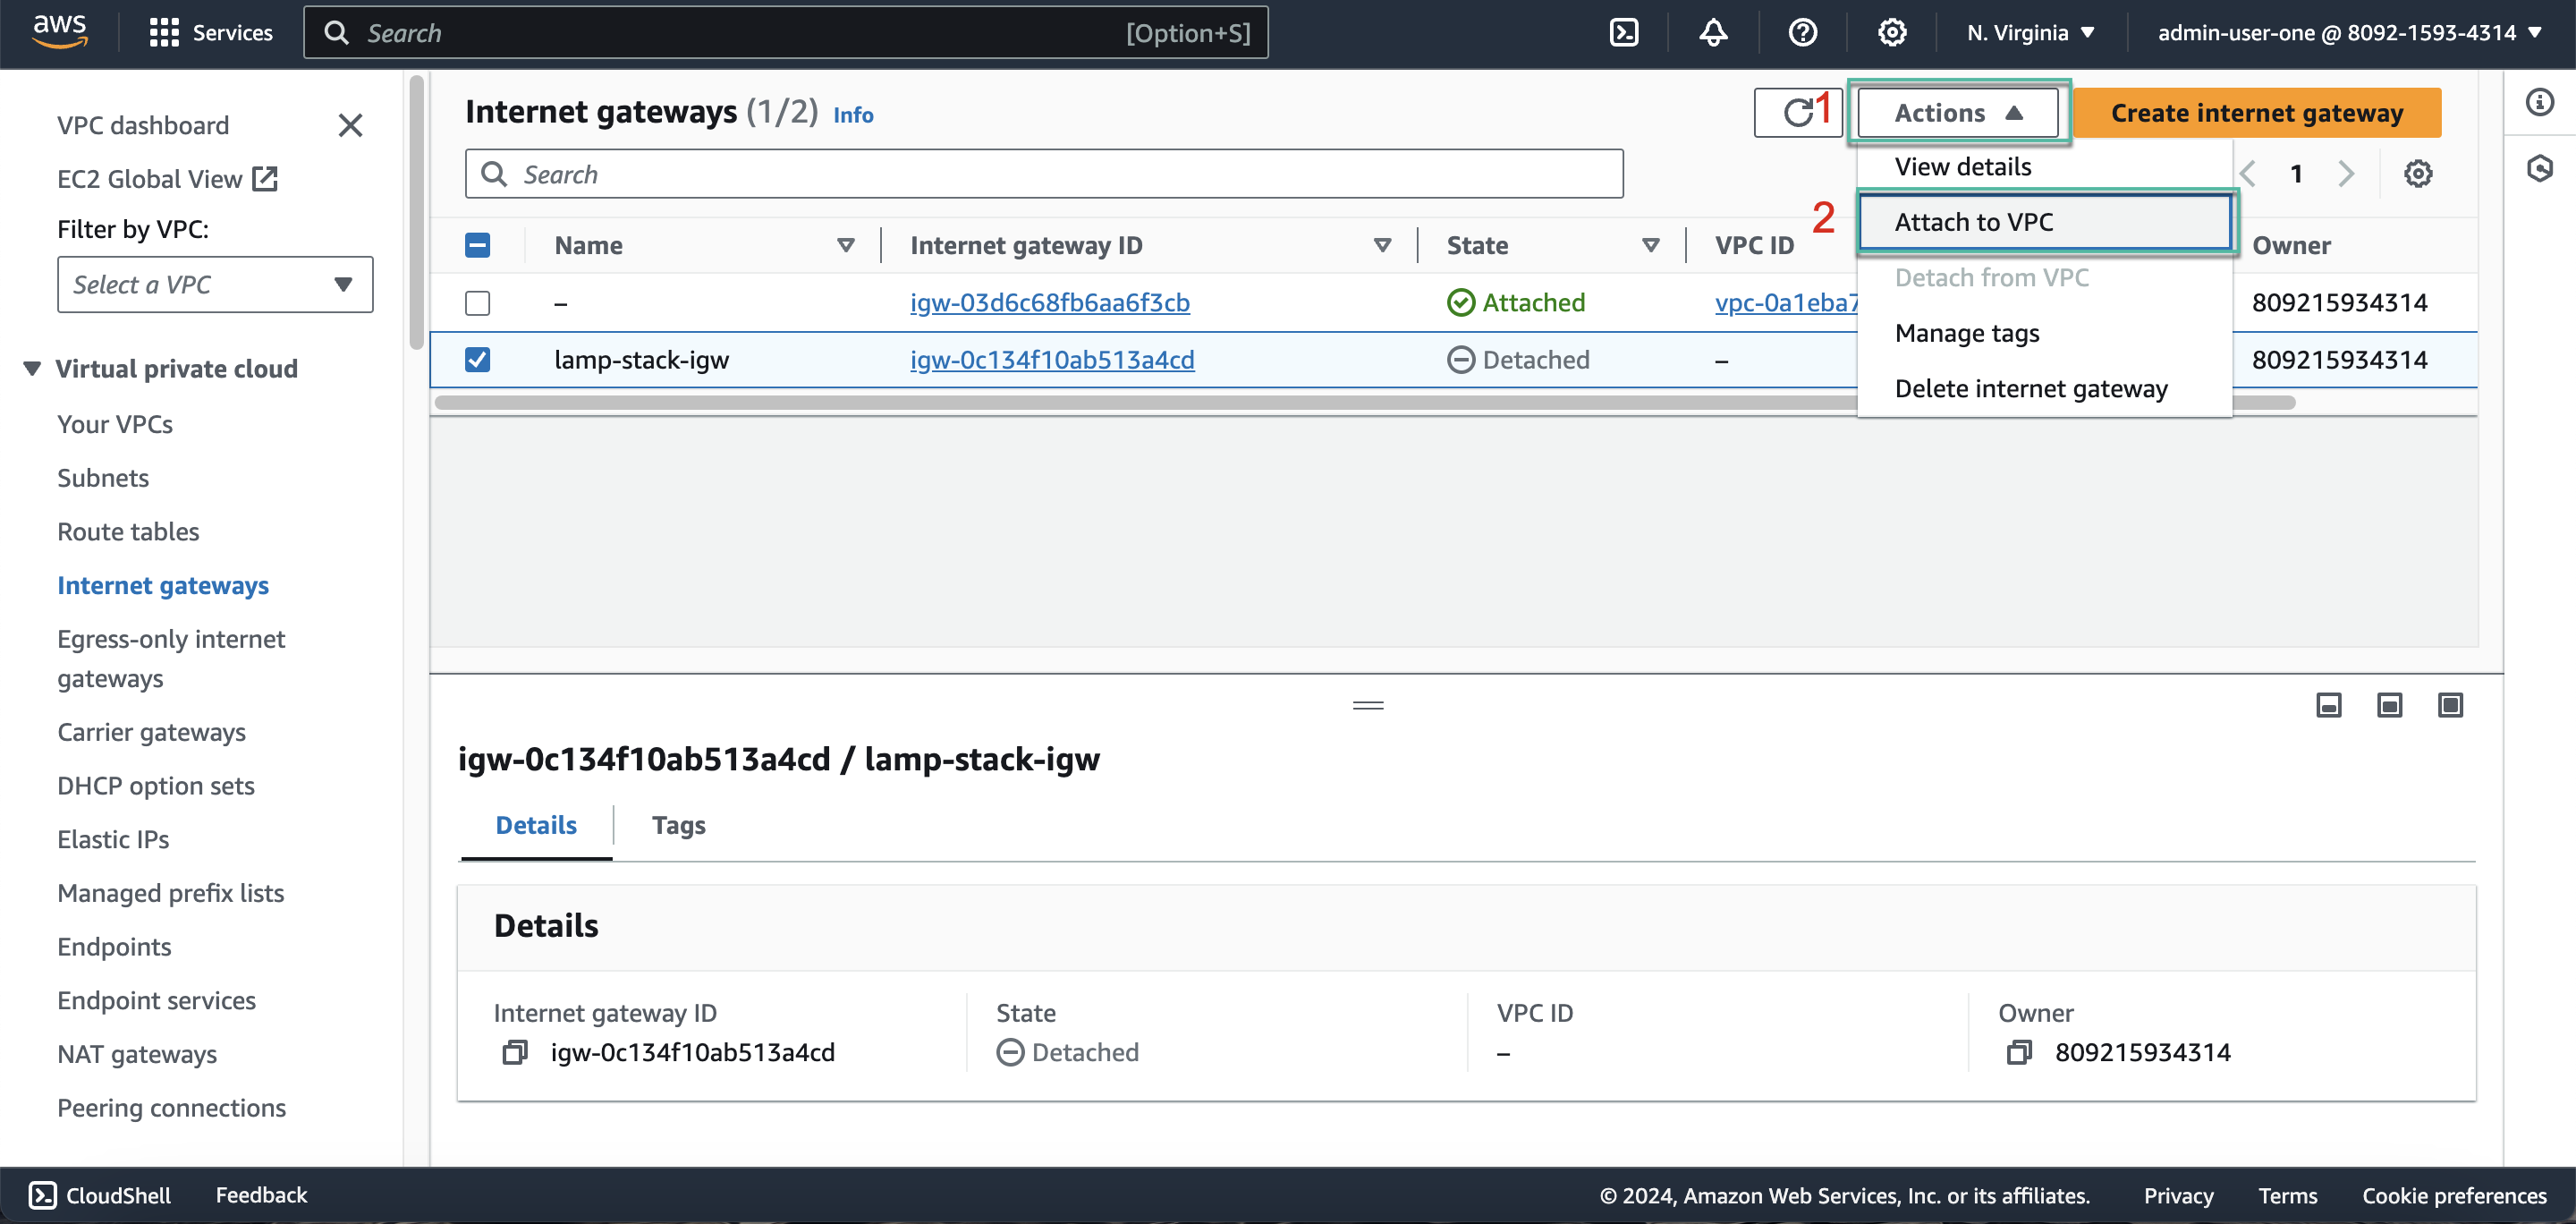 aws
Services
Search [Option+S]
N. Virginia
admin-user-one @ 8092-1593-4314
VPC dashboard
EC2 Global View
Filter by VPC:
Select a VPC
Virtual private cloud
Your VPCs
Subnets
Route tables
Internet gateways
Egress-only internet
gateways
Carrier gateways
DHCP option sets
Elastic IPs
Managed prefix lists
Endpoints
Endpoint services
NAT gateways
Peering connections
Internet gateways (1/2) Info
1
Actions
Create internet gateway
Search
1
View details
2
Attach to VPC
Detach from VPC
Manage tags
Delete internet gateway
Name Internet gateway ID State VPC ID Owner
– igw-03d6c68fb6aa6f3cb Attached vpc-0a1eba7 809215934314
lamp-stack-igw igw-0c134f10ab513a4cd Detached – 809215934314
igw-0c134f10ab513a4cd / lamp-stack-igw
Details Tags
Details
Internet gateway ID State VPC ID Owner
igw-0c134f10ab513a4cd Detached – 809215934314
CloudShell Feedback © 2024, Amazon Web Services, Inc. or its affiliates. Privacy Terms Cookie preferences